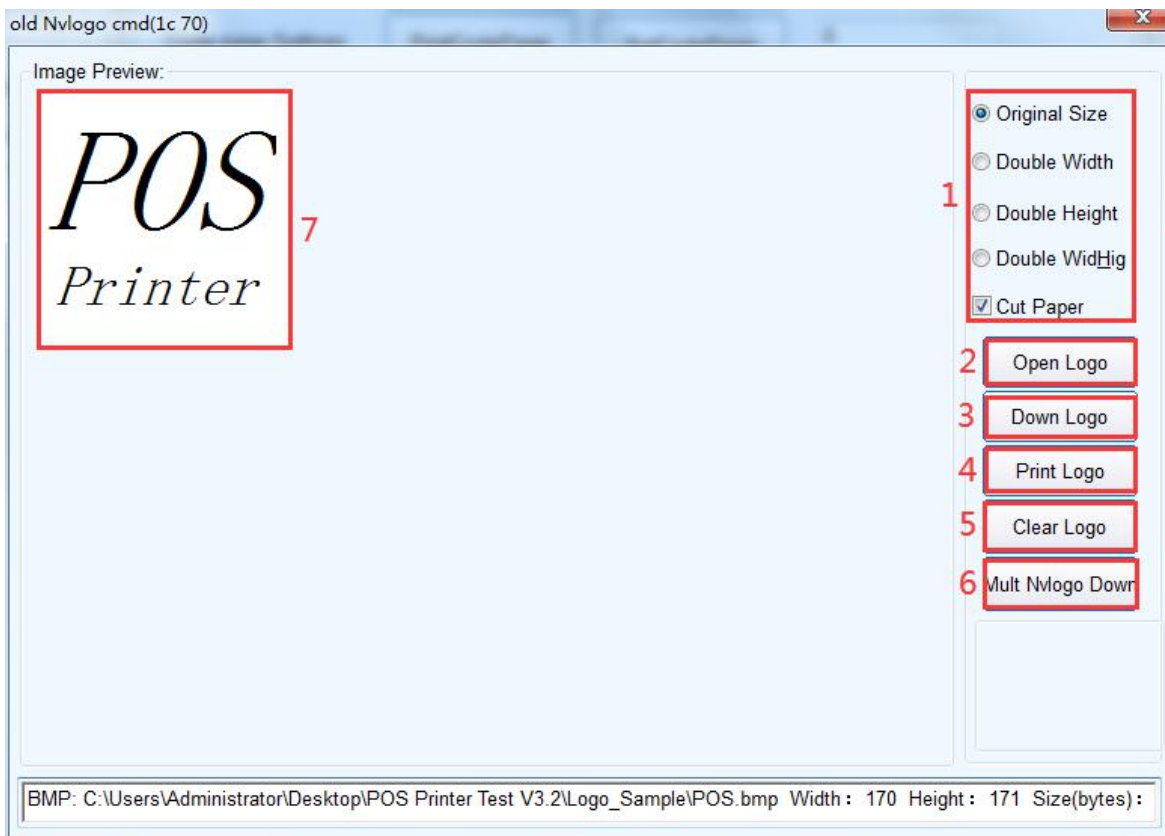 old Nvlogo cmd(1c 70)
Image Preview:
POS
Printer
7
1
Original Size
Double Width
Double Height
Double WidHig
Cut Paper
2 Open Logo
3 Down Logo
4 Print Logo
5 Clear Logo
6 Mult Nvlogo Down
BMP: C:\Users\Administrator\Desktop\POS Printer Test V3.2\Logo_Sample\POS.bmp Width: 170 Height: 171 Size(bytes):